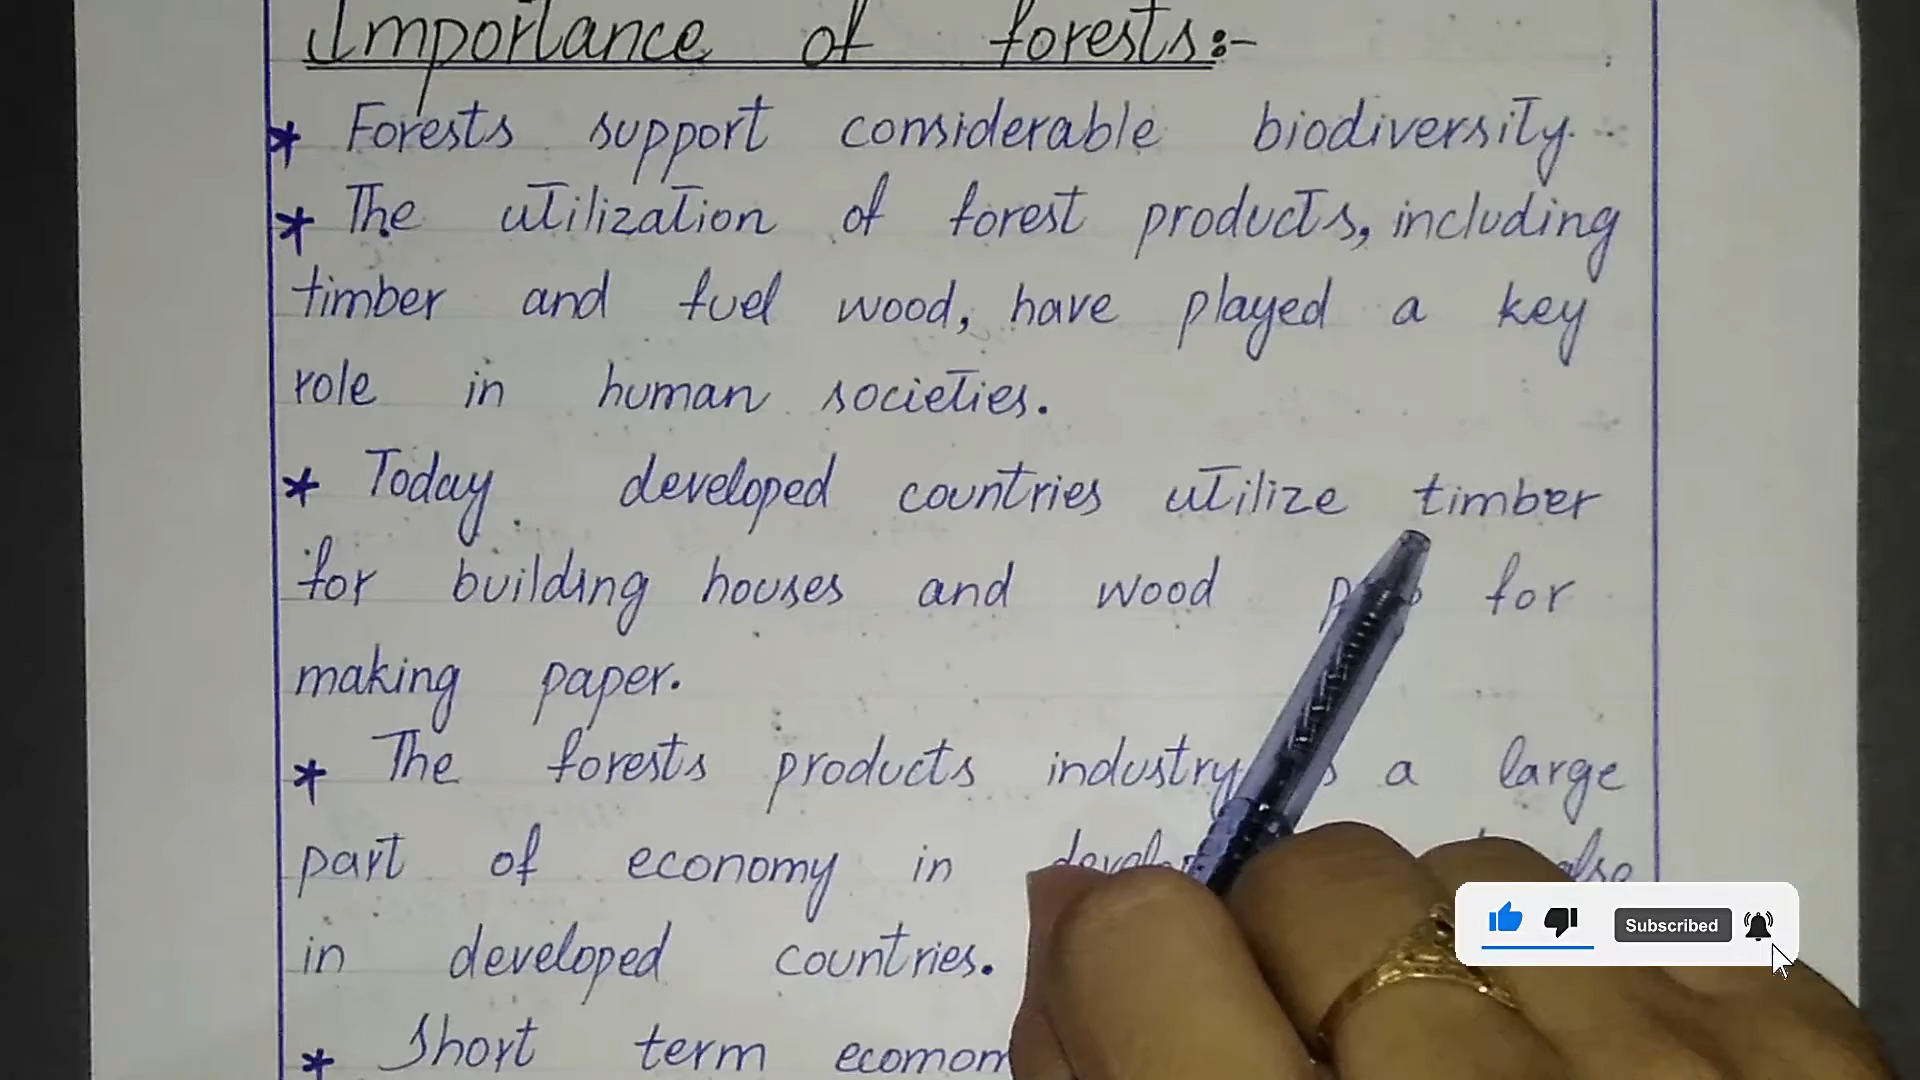 Importance of forests:-
* Forests support considerable biodiversity.
* The utilization of forest products, including
timber and fuel wood, have played a key
role in human societies.
* Today developed countries utilize timber
for building houses and wood for
making paper.
* The forests products industry a large
part of economy in also
in developed countries.
* Short term
Subscribed